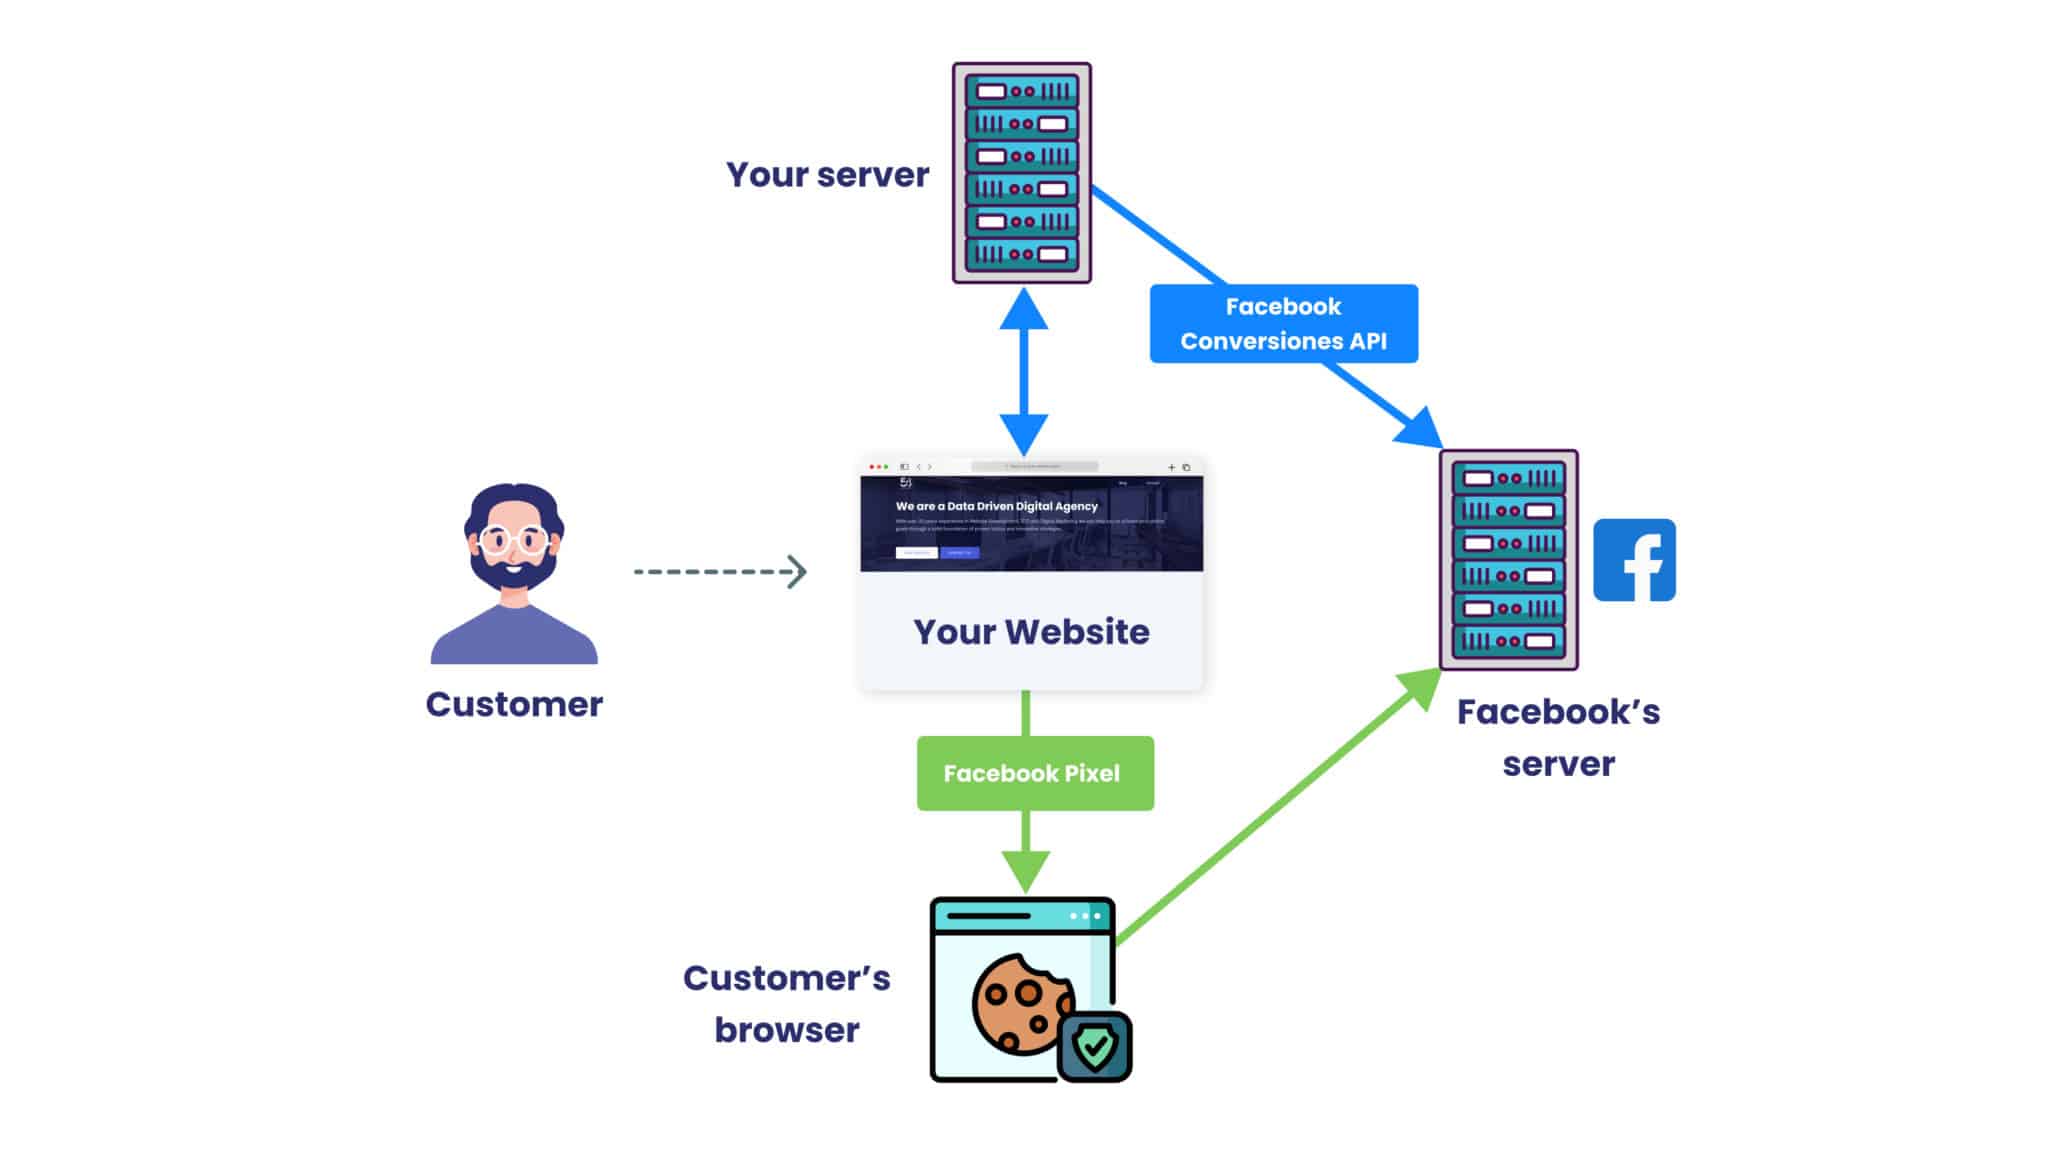 Your server
Facebook
Conversiones API
We are a Data Driven Digital Agency
Your Website
Customer
Facebook's
server
Facebook Pixel
Customer's
browser